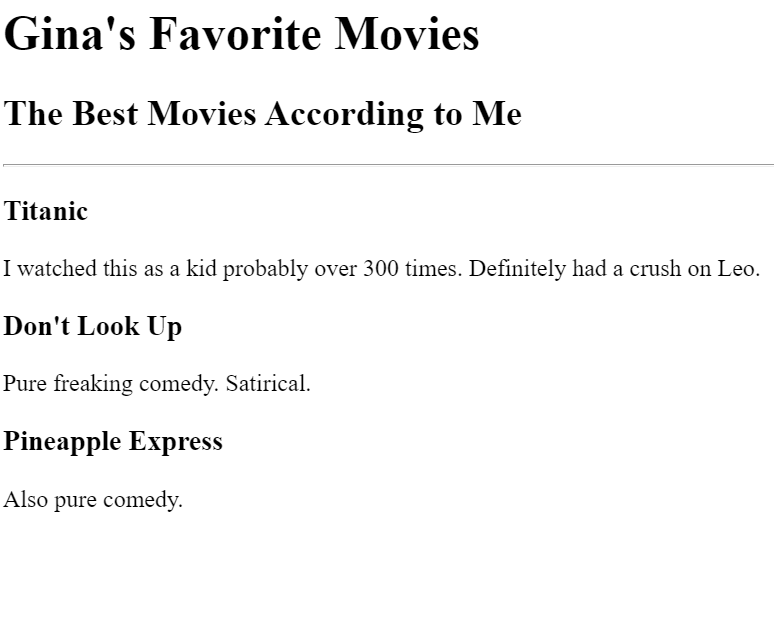 Gina's Favorite Movies
The Best Movies According to Me
Titanic
I watched this as a kid probably over 300 times. Definitely had a crush on Leo.
Don't Look Up
Pure freaking comedy. Satirical.
Pineapple Express
Also pure comedy.